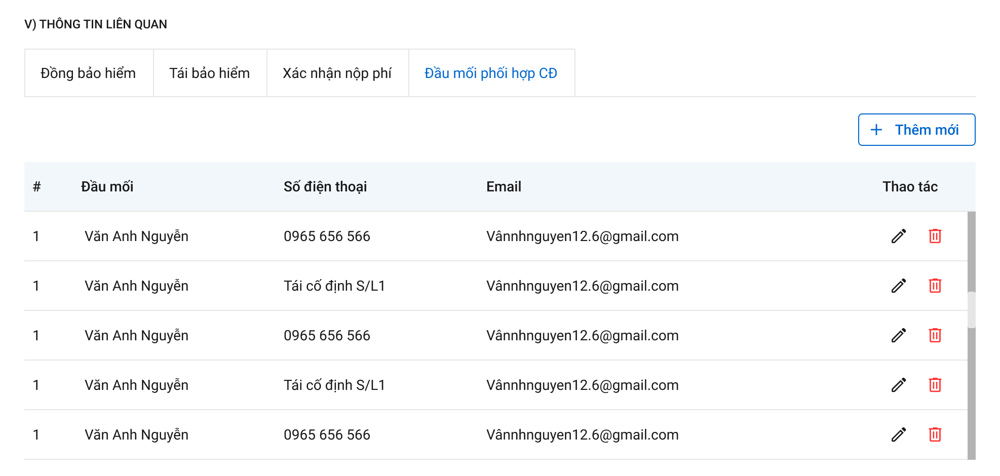 V) THÔNG TIN LIÊN QUAN
Đồng bảo hiểm Tái bảo hiểm Xác nhận nộp phí Đầu mối phối hợp CĐ
Thêm mới
# Đầu mối Số điện thoại Email Thao tác
1 Văn Anh Nguyễn 0965 656 566 Vânnhnguyen12.6@gmail.com
1 Văn Anh Nguyễn Tái cố định S/L1 Vânnhnguyen12.6@gmail.com
1 Văn Anh Nguyễn 0965 656 566 Vânnhnguyen12.6@gmail.com
1 Văn Anh Nguyễn Tái cố định S/L1 Vânnhnguyen12.6@gmail.com
1 Văn Anh Nguyễn 0965 656 566 Vânnhnguyen12.6@gmail.com